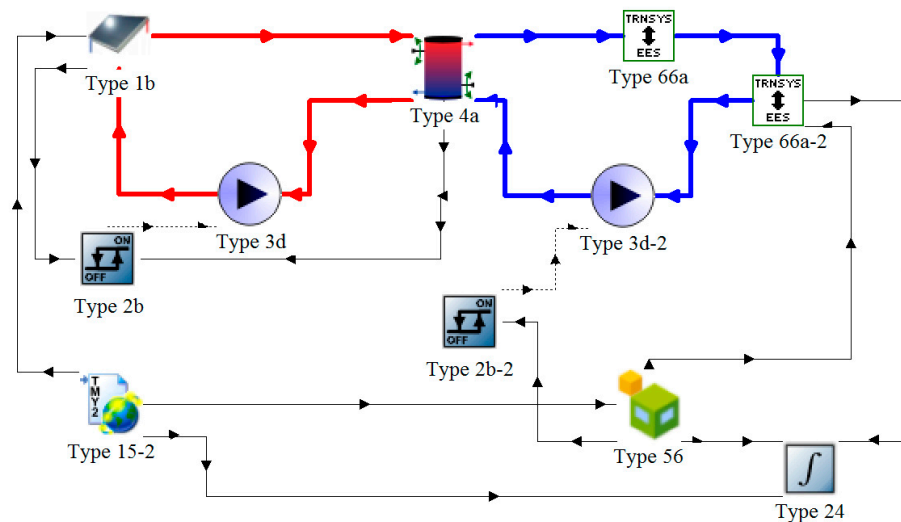 TRNSYS
EES
Type 1b
Type 66a
TRNSYS
EES
Type 4a
Type 66a-2
Type 3d
Type 3d-2
ON
OFF
Type 2b
ON
OFF
Type 2b-2
TMY2
Type 15-2
Type 56
∫
Type 24